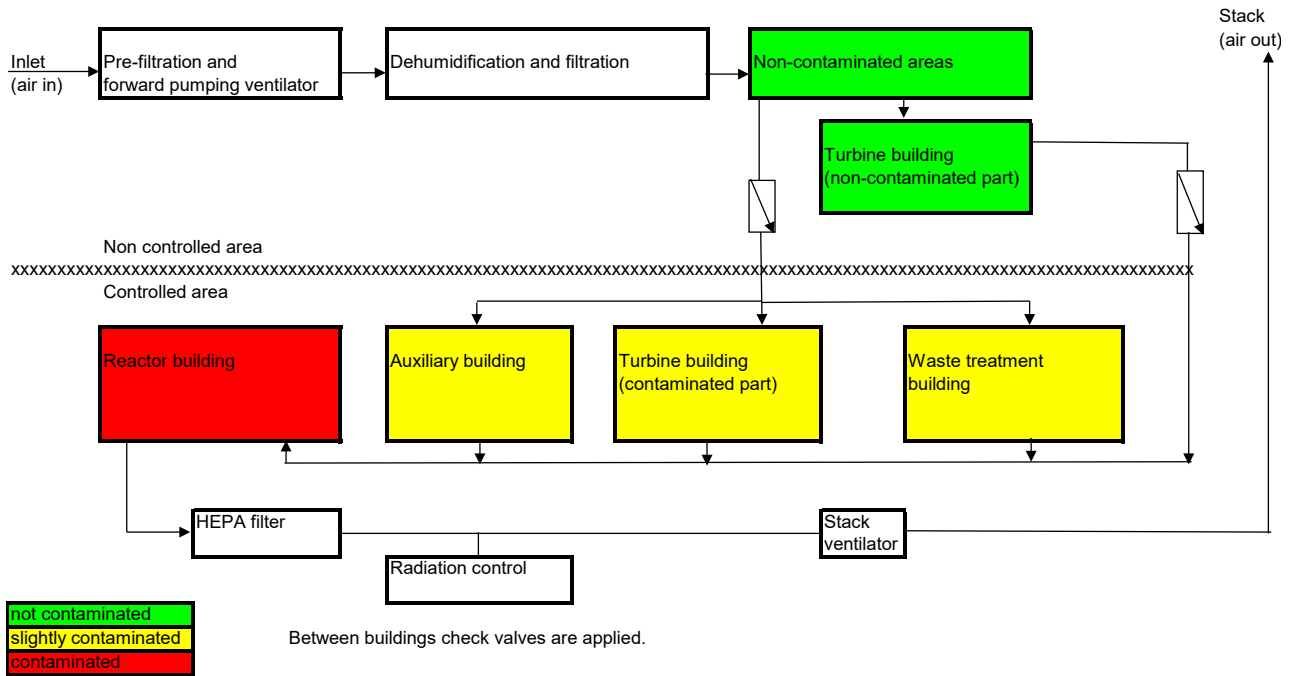 Stack
(air out)
Inlet
(air in)
Pre-filtration and
forward pumping ventilator
Dehumidification and filtration
Non-contaminated areas
Turbine building
(non-contaminated part)
Non controlled area
xxxxxxxxxxxxxxxxxxxxxxxxxxxxxxxxxxxxxxxxxxxxxxxxxxxxxxxxxxxxxxxxxxxxxxxxxxxxxxxxxxxxxxxxxxxxxxxxxxxxxxxxxxxxxxxxxxxxxxxxxxxxxxxxxxxx
Controlled area
Reactor building
Auxiliary building
Turbine building
(contaminated part)
Waste treatment
building
HEPA filter
Stack
ventilator
Radiation control
not contaminated
slightly contaminated
contaminated
Between buildings check valves are applied.